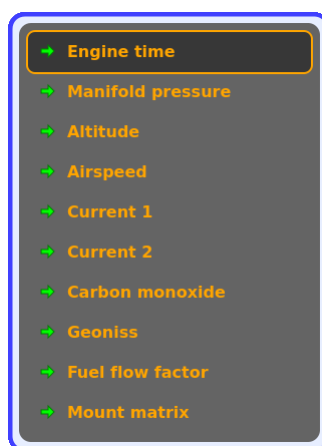 Engine time
Manifold pressure
Altitude
Airspeed
Current 1
Current 2
Carbon monoxide
Geoniss
Fuel flow factor
Mount matrix